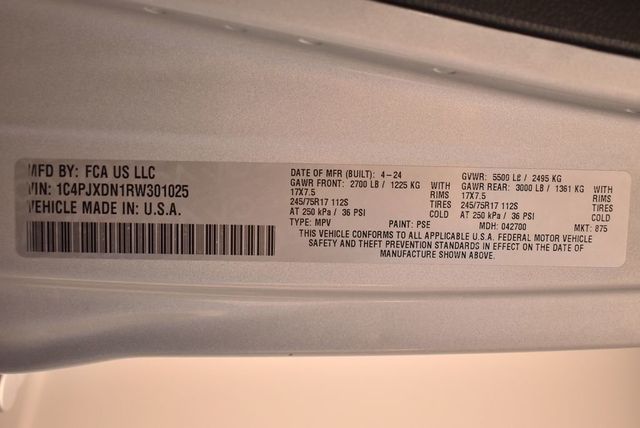 MFD BY: FCA US LLC
VIN: 1C4PJXDN1RW301025
VEHICLE MADE IN: U.S.A.
DATE OF MFR (BUILT): 4-24
GAWR FRONT: 2700 LB / 1225 KG WITH
17X7.5 RIMS
245/75R17 112S TIRES
AT 250 kPa / 36 PSI COLD
GVWR: 5500 LB / 2495 KG
GAWR REAR: 3000 LB / 1361 KG WITH
17X7.5 RIMS
245/75R17 112S TIRES
AT 250 kPa / 36 PSI COLD
TYPE: MPV PAINT: PSE MDH: 042700 MKT: 875
THIS VEHICLE CONFORMS TO ALL APPLICABLE U.S.A. FEDERAL MOTOR VEHICLE
SAFETY AND THEFT PREVENTION STANDARDS IN EFFECT ON THE DATE OF
MANUFACTURE SHOWN ABOVE.